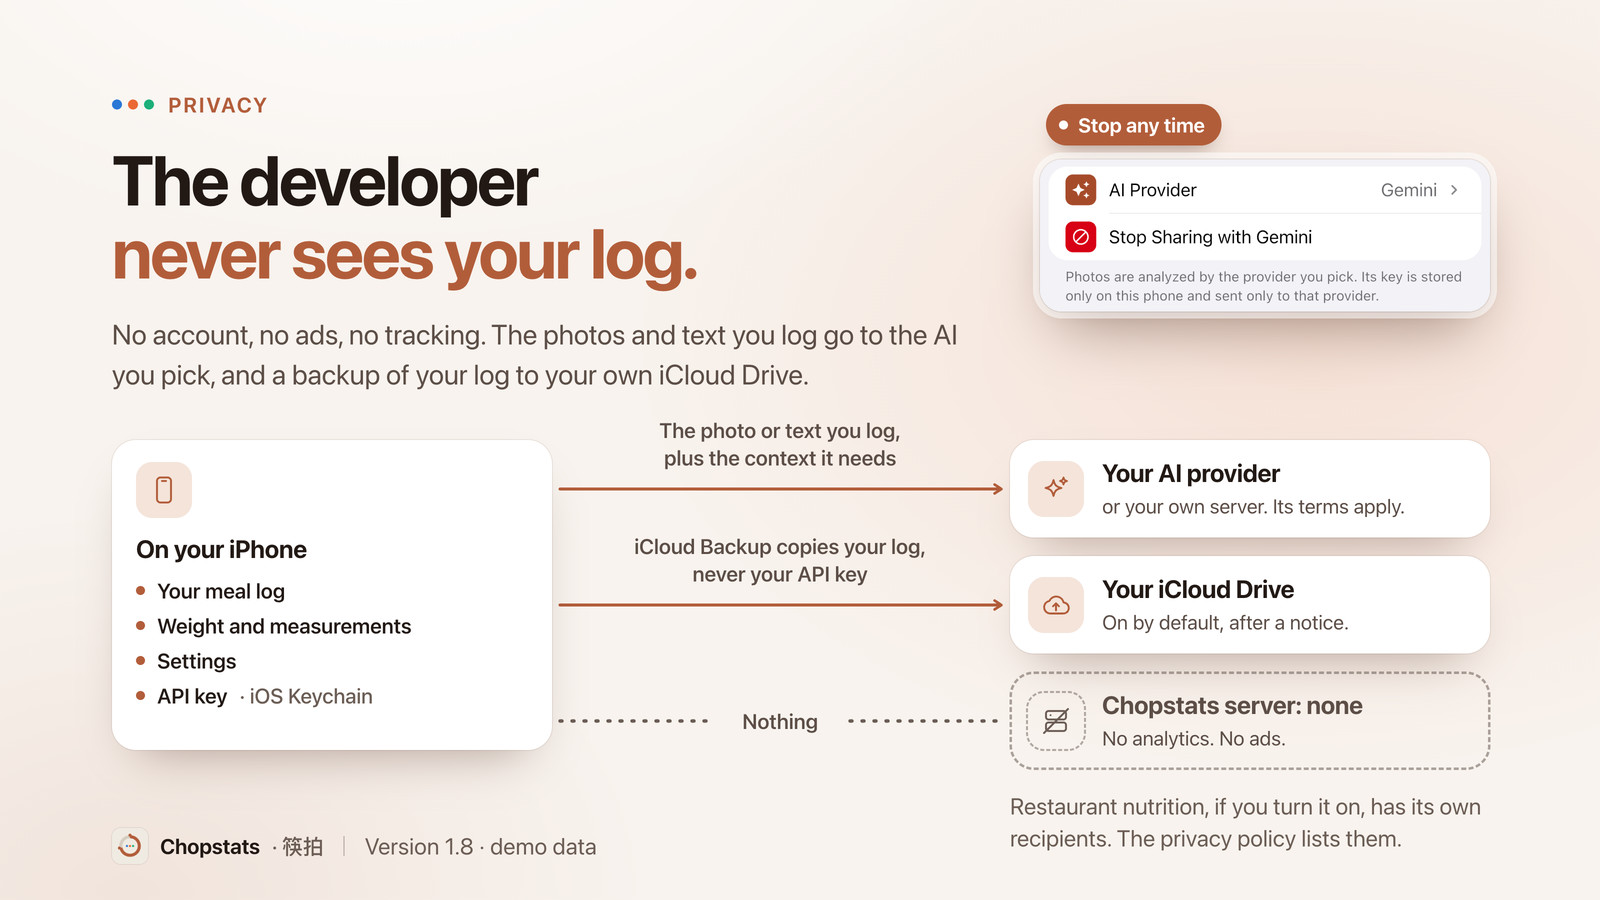 PRIVACY
The developer
never sees your log.
No account, no ads, no tracking. The photos and text you log go to the AI
you pick, and a backup of your log to your own iCloud Drive.
Stop any time
AI Provider Gemini
Stop Sharing with Gemini
Photos are analyzed by the provider you pick. Its key is stored
only on this phone and sent only to that provider.
On your iPhone
Your meal log
Weight and measurements
Settings
API key · iOS Keychain
The photo or text you log,
plus the context it needs
iCloud Backup copies your log,
never your API key
Nothing
Your AI provider
or your own server. Its terms apply.
Your iCloud Drive
On by default, after a notice.
Chopstats server: none
No analytics. No ads.
Restaurant nutrition, if you turn it on, has its own
recipients. The privacy policy lists them.
Chopstats · 筷拍 | Version 1.8 · demo data